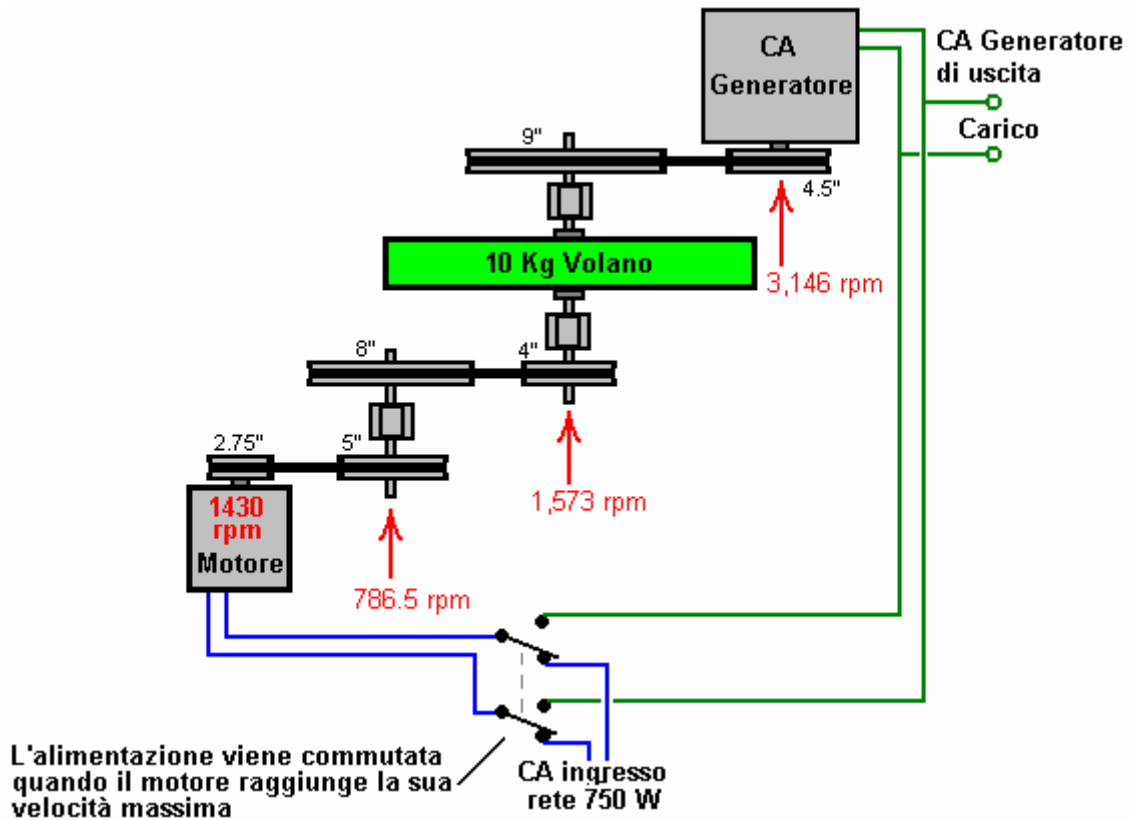 CA
Generatore
CA Generatore
di uscita
Carico
9"
4.5"
10 Kg Volano
3,146 rpm
8"
4"
2.75"
5"
1,573 rpm
1430
rpm
Motore
786.5 rpm
L'alimentazione viene commutata
quando il motore raggiunge la sua
velocità massima
CA ingresso
rete 750 W